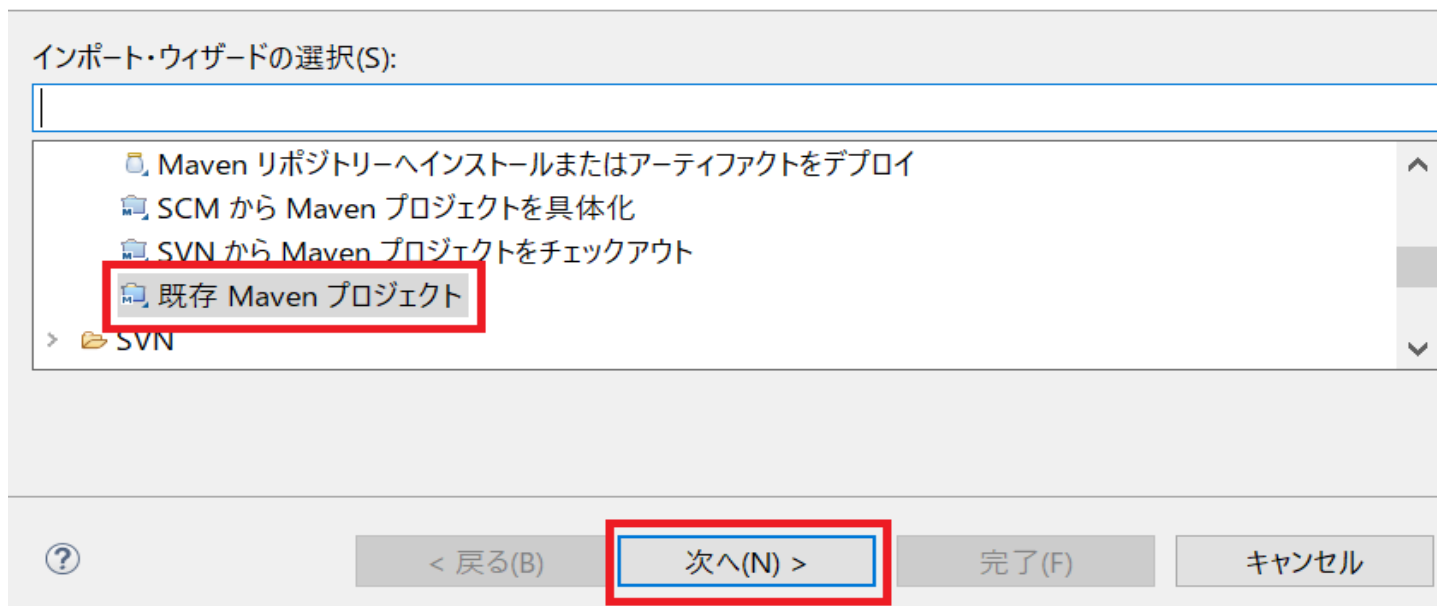 インポート・ウィザードの選択(S):
Maven リポジトリーへインストールまたはアーティファクトをデプロイ
SCM から Maven プロジェクトを具体化
SVN から Maven プロジェクトをチェックアウト
既存 Maven プロジェクト
> SVN
? < 戻る(B) 次へ(N) > 完了(F) キャンセル